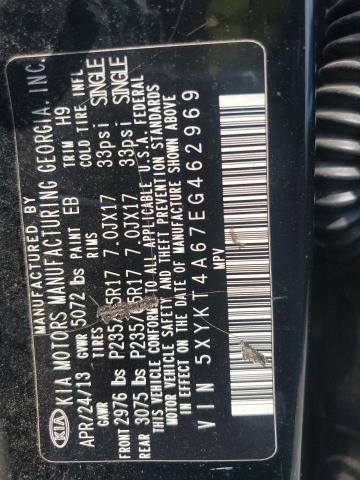 MANUFACTURED BY
KIA KIA MOTORS MANUFACTURING GEORGIA, INC.
APR/24/13 GVWR 5072 lbs PAINT EB TRIM H9
GAWR TIRES RIMS COLD TIRE INFL
FRONT 2976 lbs P235/65R17 7.0JX17 33psi SINGLE
REAR 3075 lbs P235/65R17 7.0JX17 33psi SINGLE
THIS VEHICLE CONFORMS TO ALL APPLICABLE U.S.A. FEDERAL
MOTOR VEHICLE SAFETY AND THEFT PREVENTION STANDARDS
IN EFFECT ON THE DATE OF MANUFACTURE SHOWN ABOVE
VIN 5XYKT4A67EG462969
MPV